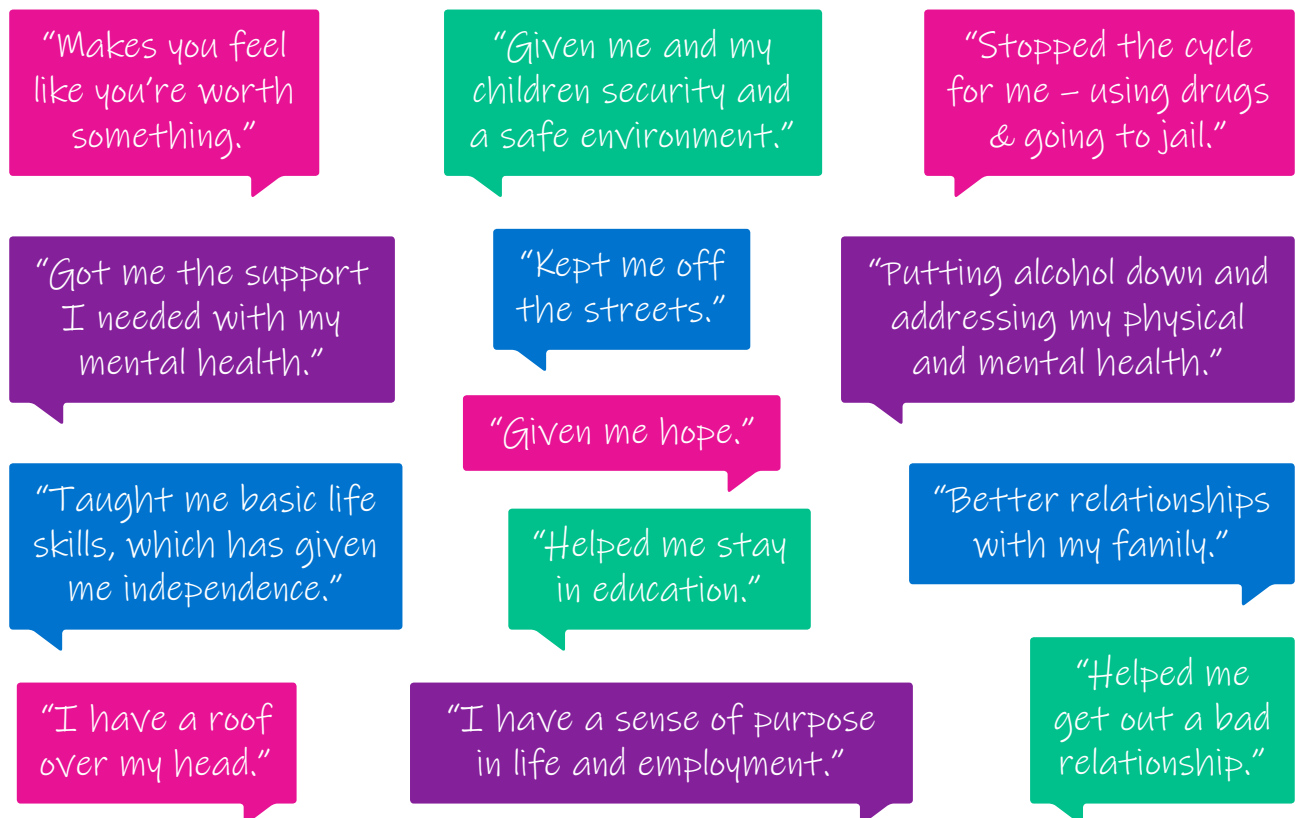 “Makes you feel
like you’re worth
something.”
“Given me and my
children security and
a safe environment.”
“Stopped the cycle
for me – using drugs
& going to jail.”
“Got me the support
I needed with my
mental health.”
“Kept me off
the streets.”
“Putting alcohol down and
addressing my physical
and mental health.”
“Given me hope.”
“Taught me basic life
skills, which has given
me independence.”
“Helped me stay
in education.”
“Better relationships
with my family.”
“I have a roof
over my head.”
“I have a sense of purpose
in life and employment.”
“Helped me
get out a bad
relationship.”